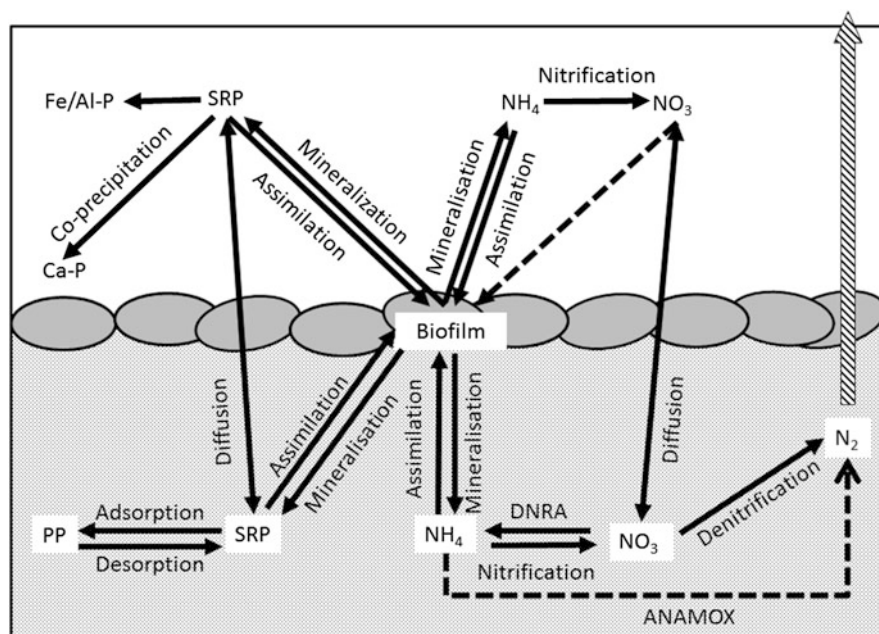 Nitrification
Fe/Al-P
SRP
NH4
NO3
Co-precipitation
Mineralization
Assimilation
Mineralisation
Assimilation
Ca-P
Biofilm
Diffusion
Assimilation
Mineralisation
Assimilation
Mineralisation
Diffusion
N2
Denitrification
Adsorption
DNRA
PP
SRP
NH4
NO3
Desorption
Nitrification
ANAMOX